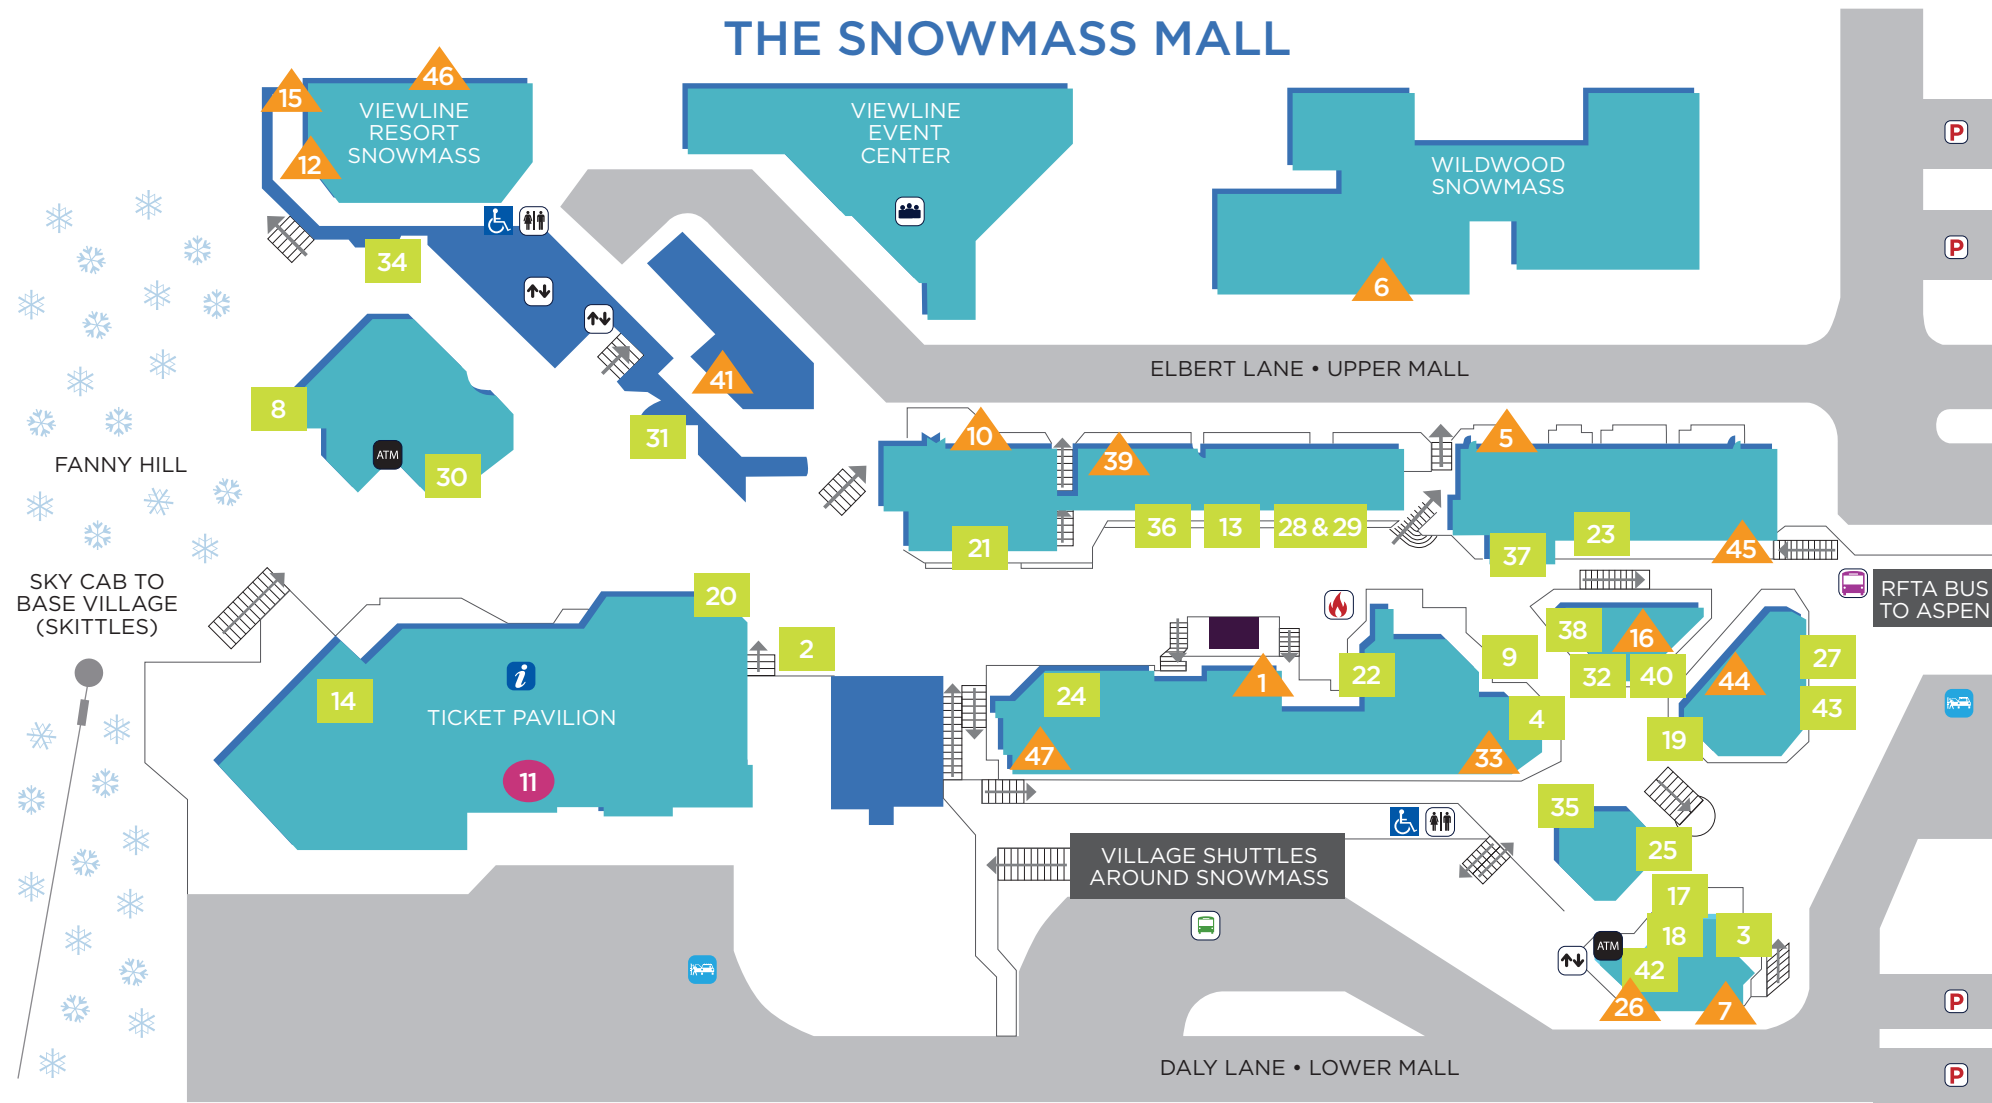 THE SNOWMASS MALL
46
15
VIEWLINE
RESORT
SNOWMASS
12
VIEWLINE
EVENT
CENTER
WILDWOOD
SNOWMASS
P
P
34
6
41
ELBERT LANE • UPPER MALL
8
31
ATM
30
FANNY HILL
10
39
5
36
13
28 & 29
21
37
23
45
SKY CAB TO
BASE VILLAGE
(SKITTLES)
RFTA BUS
TO ASPEN
20
2
14
i
TICKET PAVILION
11
24
1
22
9
4
47
33
38
16
32
40
44
27
43
19
35
25
VILLAGE SHUTTLES
AROUND SNOWMASS
17
18
3
ATM
42
26
7
P
P
DALY LANE • LOWER MALL